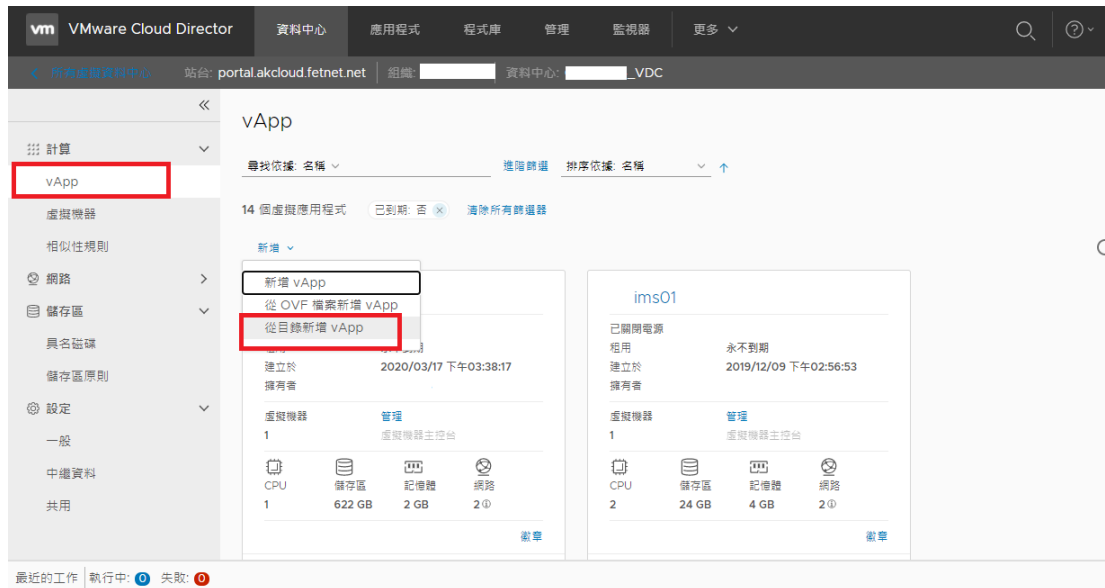 vm VMware Cloud Director 資料中心 應用程式 程式庫 管理 監視器 更多
所有虛擬資料中心 站台: portal.akcloud.fetnet.net 組織: 資料中心: _VDC
vApp
尋找依據: 名稱 進階篩選 排序依據: 名稱
14 個虛擬應用程式 已到期: 否 清除所有篩選器
新增
新增 vApp
從 OVF 檔案新增 vApp
從目錄新增 vApp
計算
vApp
虛擬機器
相似性規則
網路
儲存區
具名磁碟
儲存區原則
設定
一般
中繼資料
共用
建立於 2020/03/17 下午03:38:17
擁有者
虛擬機器 管理
1 虛擬機器主控台
CPU 儲存區 記憶體 網路
1 622 GB 2 GB 2
徽章
ims01
已關閉電源
租用 永不到期
建立於 2019/12/09 下午02:56:53
擁有者
虛擬機器 管理
1 虛擬機器主控台
CPU 儲存區 記憶體 網路
2 24 GB 4 GB 2
徽章
最近的工作 執行中: 0 失敗: 0